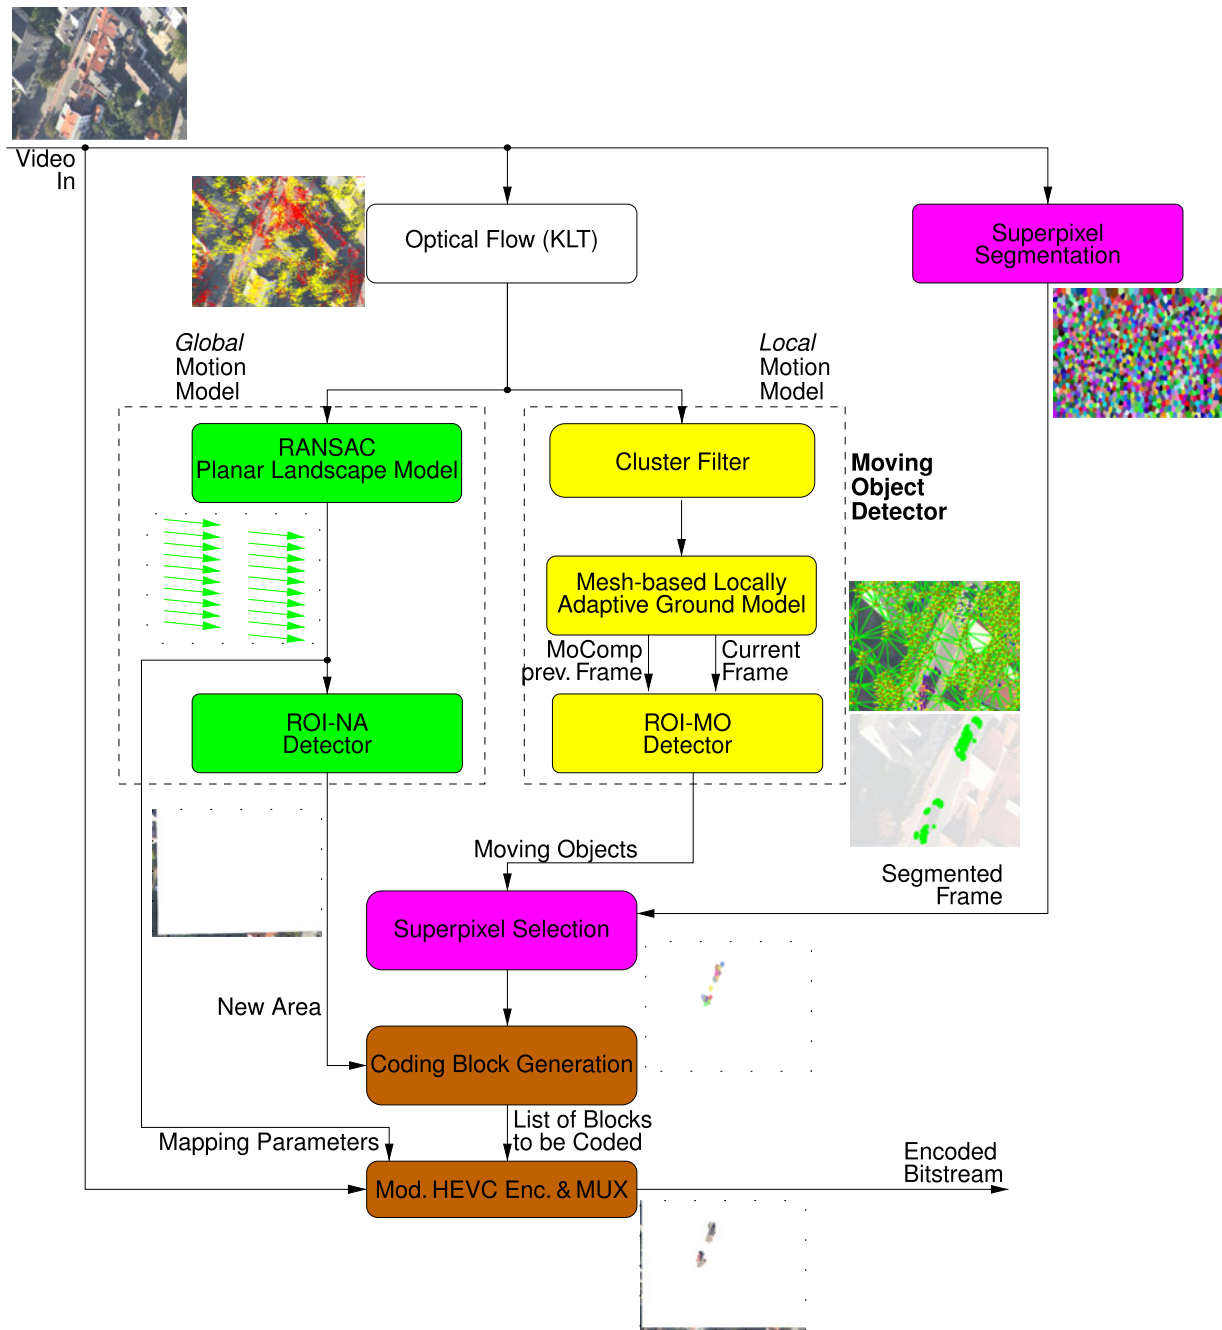 Video
In
Optical Flow (KLT)
Superpixel
Segmentation
Global
Motion
Model
Local
Motion
Model
RANSAC
Planar Landscape Model
Cluster Filter
Moving
Object
Detector
Mesh-based Locally
Adaptive Ground Model
MoComp
prev. Frame
Current
Frame
ROI-NA
Detector
ROI-MO
Detector
Moving Objects
Segmented
Frame
Superpixel Selection
New Area
Coding Block Generation
List of Blocks
to be Coded
Mapping Parameters
Encoded
Bitstream
Mod. HEVC Enc. & MUX